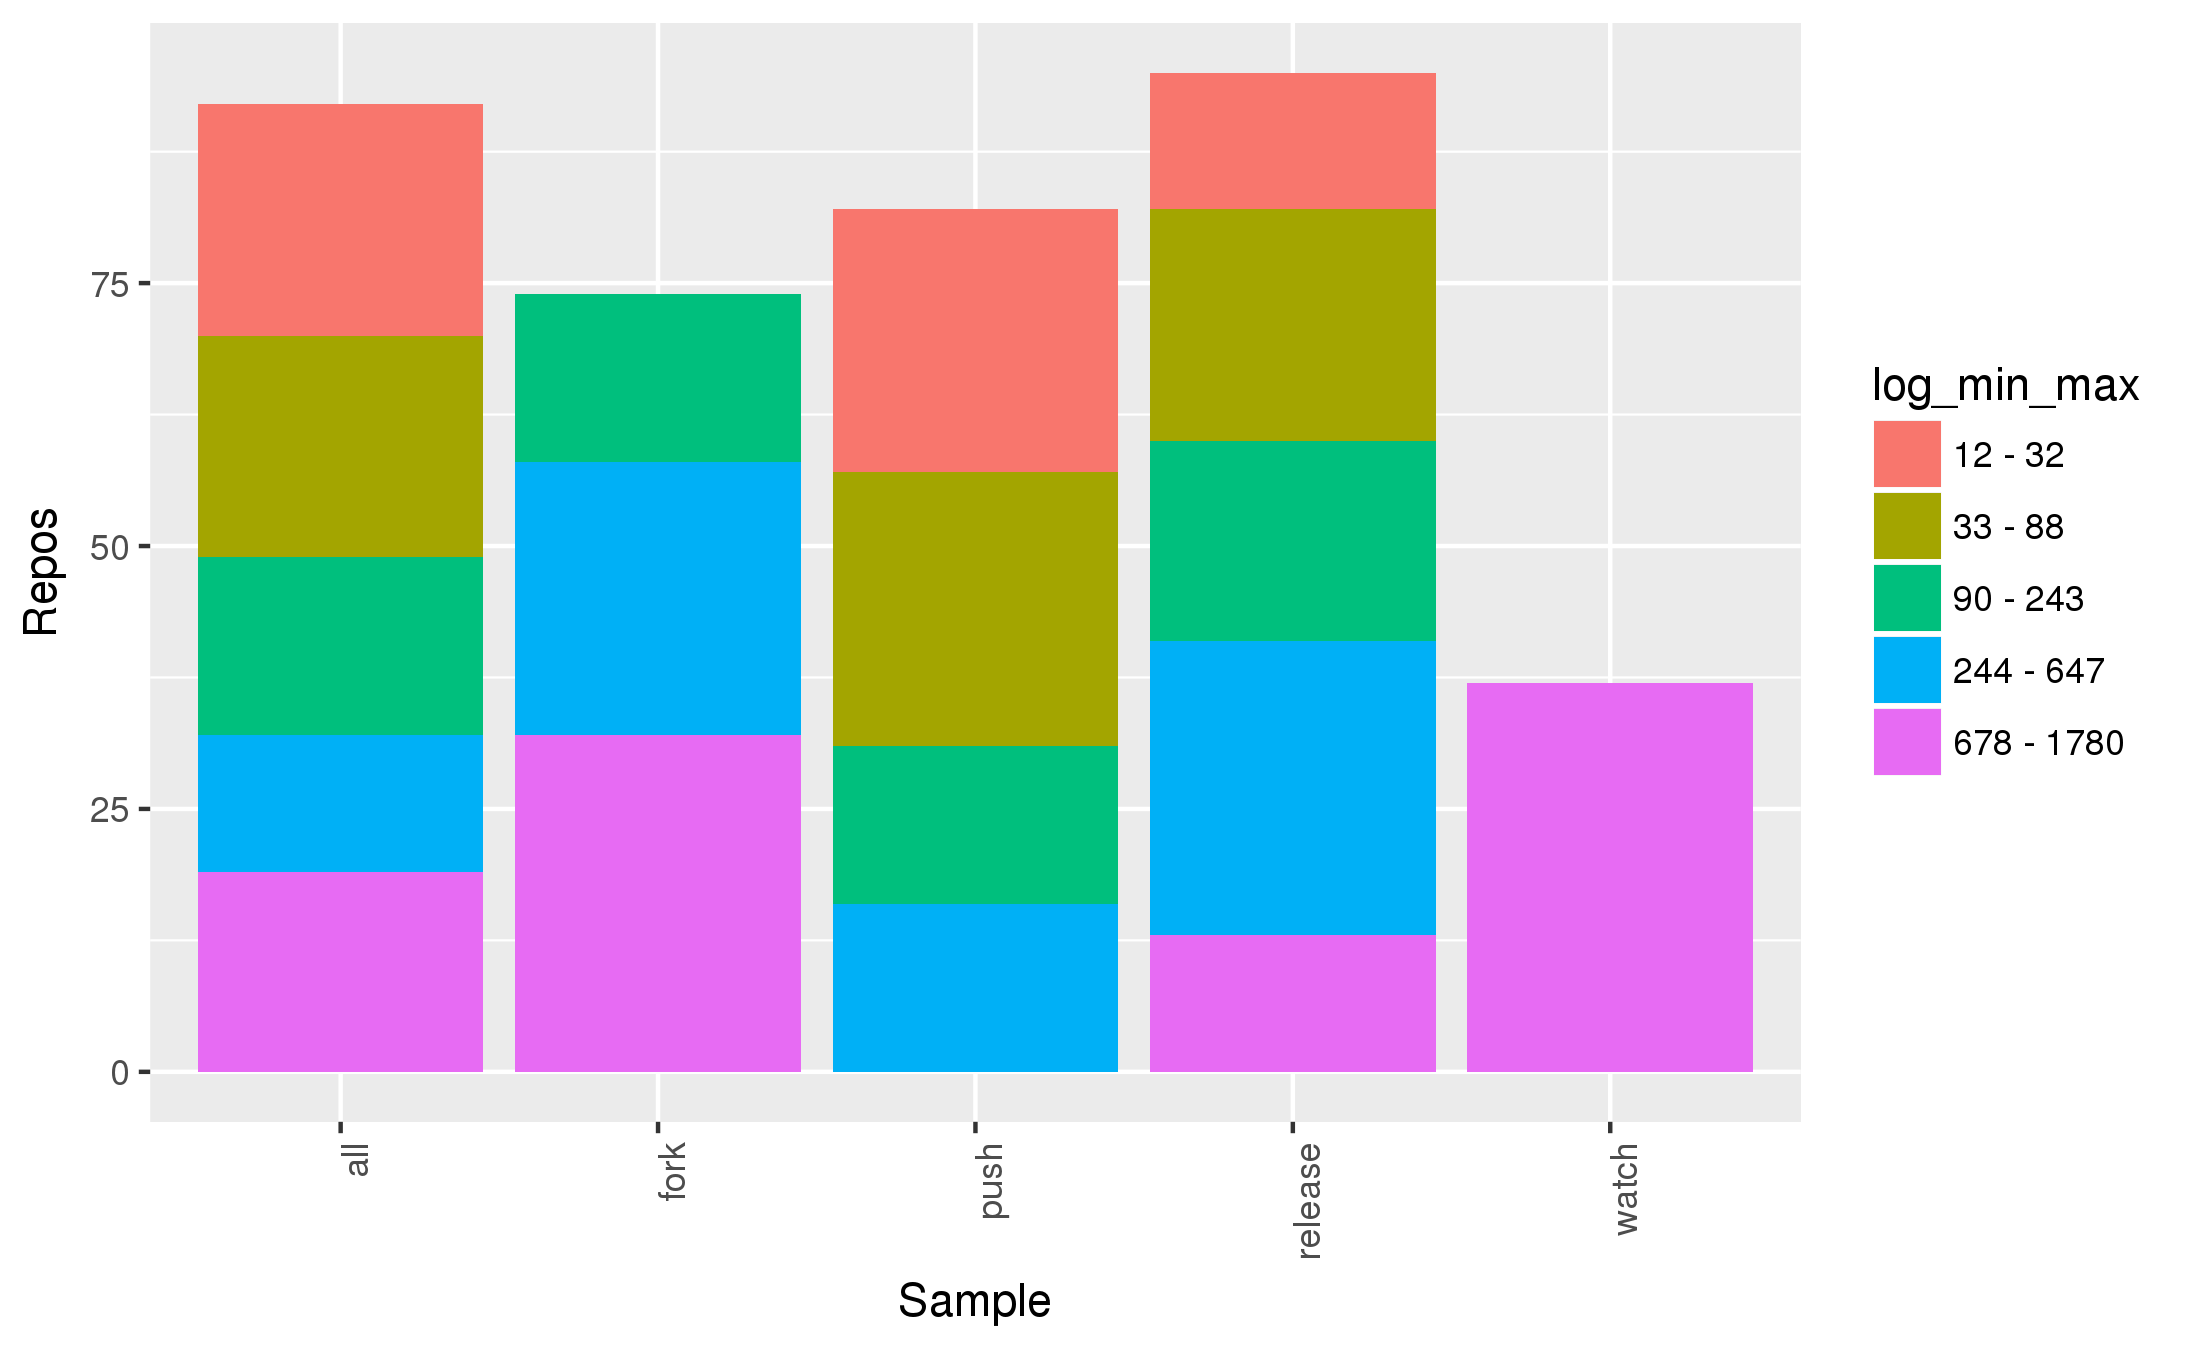 Repos
75
50
25
0
all
fork
push
release
watch
Sample
log_min_max
12 - 32
33 - 88
90 - 243
244 - 647
678 - 1780